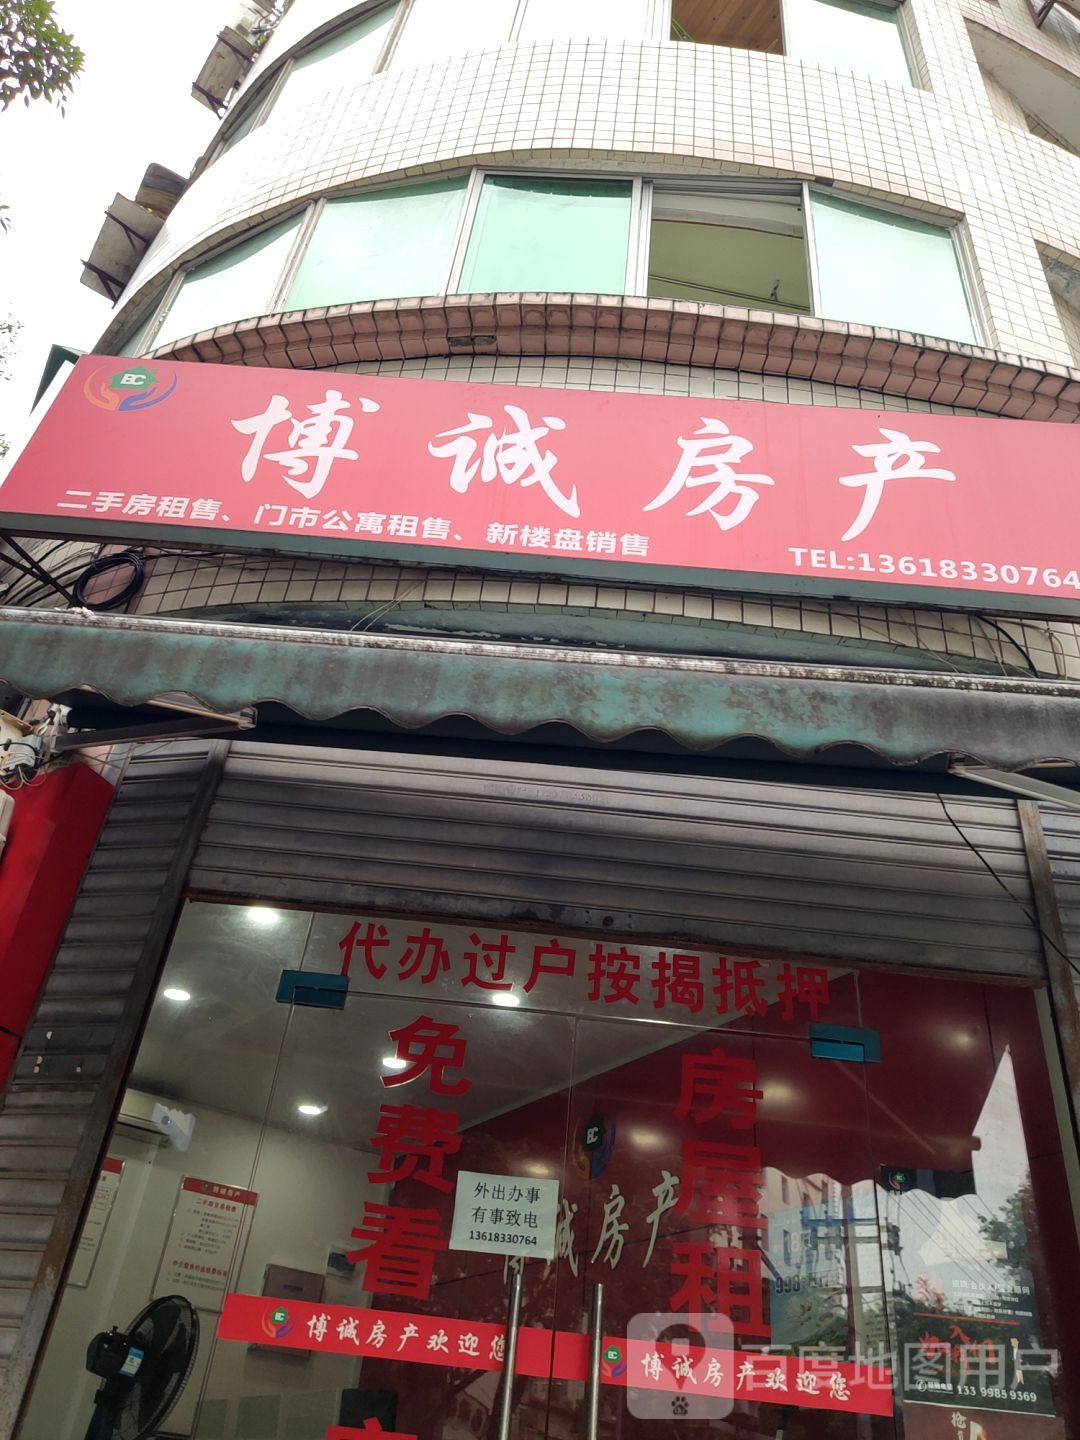 BC
博诚房产
二手房租售、门市公寓租售、新楼盘销售
TEL:13618330764
代办过户按揭抵押
免费看
房屋租
外出办事
有事致电
13618330764
诚房产
博诚房产欢迎您
博诚房产欢迎您
133 9985 9369
百度地图用户